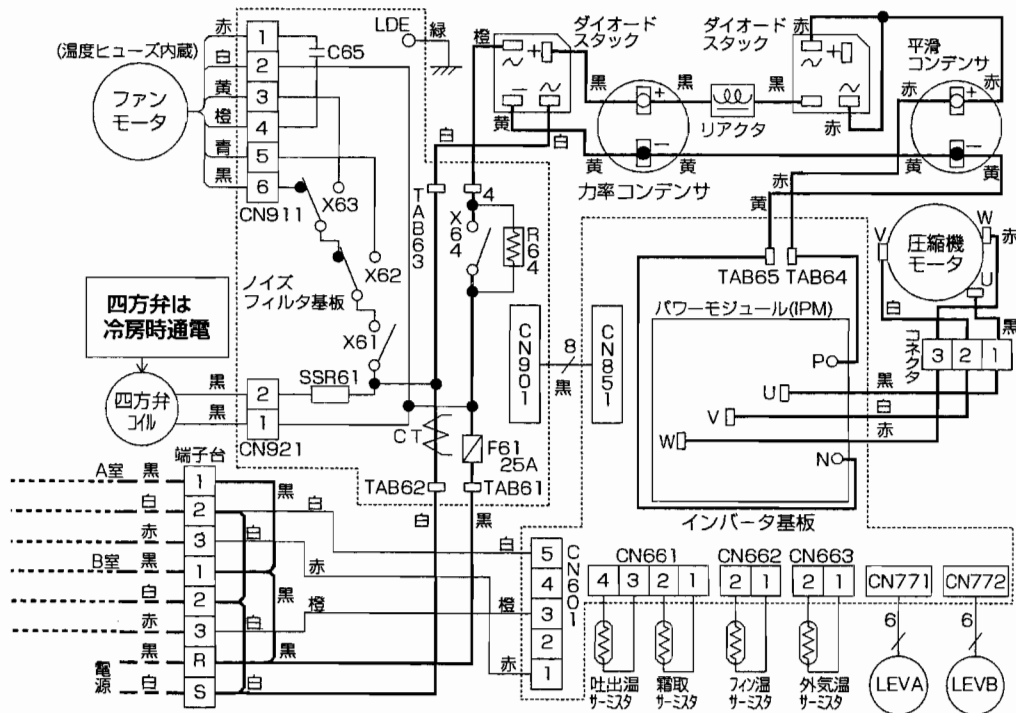 (温度ヒューズ内蔵)
ファン
モータ
赤
白
黄
橙
青
黒
1
2
3
4
5
6
CN911
C65
LDE
緑
X63
X62
X61
ノイズ
フィルタ基板
四方弁は
冷房時通電
四方弁
コイル
黒
黒
2
1
CN921
SSR61
CT
F61
25A
TAB62
TAB61
TAB63
4
X64
R64
橙
ダイオード
スタック
+
~
~
−
黄
白
白
黒
黒
リアクタ
黒
力率コンデンサ
+
−
黄
黄
ダイオード
スタック
赤
+
~
~
赤
平滑
コンデンサ
赤
赤
+
−
黄
黄
赤
黄
TAB65
TAB64
圧縮機
モータ
V
W
U
赤
白
黒
コネクタ
3
2
1
パワーモジュール(IPM)
P
U
V
W
N
黒
白
赤
インバータ基板
CN901
8
黒
CN851
端子台
A室
黒
白
赤
B室
黒
白
赤
電源
黒
白
1
2
3
1
2
3
R
S
黒
白
黒
白
黒
白
白
赤
橙
白
黒
白
橙
赤
5
4
3
2
1
CN601
CN661
4
3
2
1
CN662
2
1
CN663
2
1
CN771
CN772
吐出温
サーミスタ
霜取
サーミスタ
フィン温
サーミスタ
外気温
サーミスタ
6
6
LEVA
LEVB